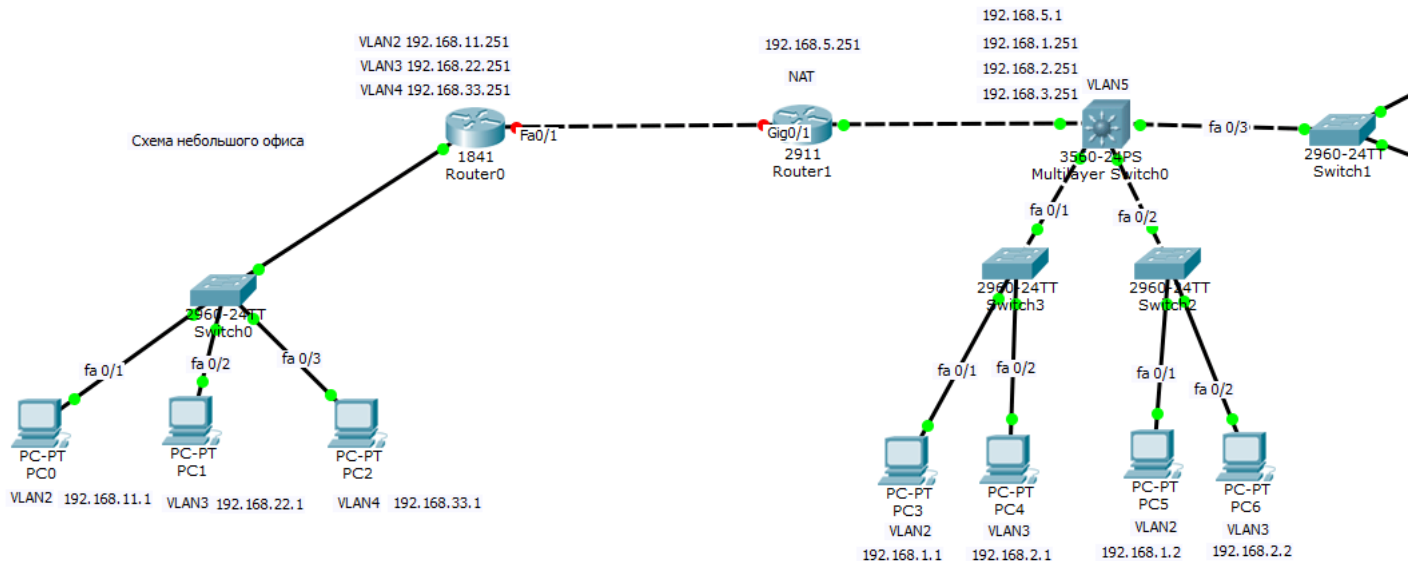 192.168.5.1
VLAN2 192.168.11.251
192.168.5.251
192.168.1.251
VLAN3 192.168.22.251
192.168.2.251
VLAN4 192.168.33.251
NAT
VLAN5
192.168.3.251
Схема небольшого офиса
Fa0/1
Gig0/1
fa 0/3
1841
Router0
2911
Router1
3560-24PS
Multilayer Switch0
2960-24TT
Switch1
fa 0/1
fa 0/2
2960-24TT
Switch0
2960-24TT
Switch3
2960-24TT
Switch2
fa 0/1
fa 0/2
fa 0/3
fa 0/1
fa 0/2
fa 0/1
fa 0/2
PC-PT
PC0
PC-PT
PC1
PC-PT
PC2
VLAN2 192.168.11.1
VLAN3 192.168.22.1
VLAN4 192.168.33.1
PC-PT
PC3
VLAN2
192.168.1.1
PC-PT
PC4
VLAN3
192.168.2.1
PC-PT
PC5
VLAN2
192.168.1.2
PC-PT
PC6
VLAN3
192.168.2.2